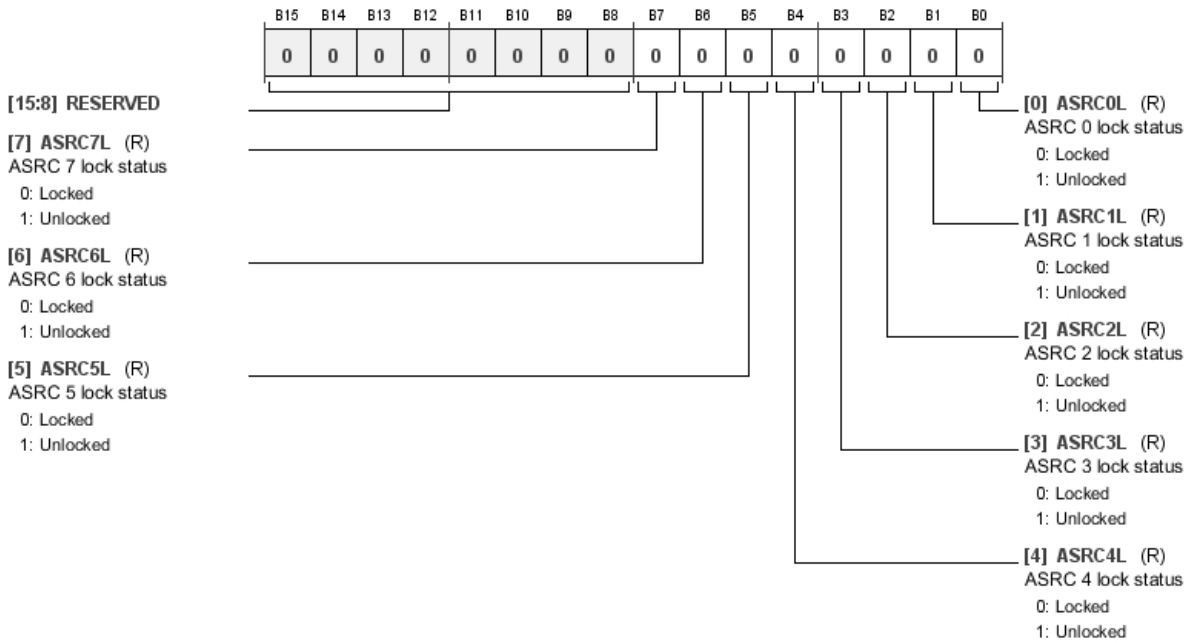 B15 B14 B13 B12 B11 B10 B9 B8 B7 B6 B5 B4 B3 B2 B1 B0
0 0 0 0 0 0 0 0 0 0 0 0 0 0 0 0
[15:8] RESERVED
[7] ASRC7L (R)
ASRC 7 lock status
0: Locked
1: Unlocked
[6] ASRC6L (R)
ASRC 6 lock status
0: Locked
1: Unlocked
[5] ASRC5L (R)
ASRC 5 lock status
0: Locked
1: Unlocked
[0] ASRC0L (R)
ASRC 0 lock status
0: Locked
1: Unlocked
[1] ASRC1L (R)
ASRC 1 lock status
0: Locked
1: Unlocked
[2] ASRC2L (R)
ASRC 2 lock status
0: Locked
1: Unlocked
[3] ASRC3L (R)
ASRC 3 lock status
0: Locked
1: Unlocked
[4] ASRC4L (R)
ASRC 4 lock status
0: Locked
1: Unlocked